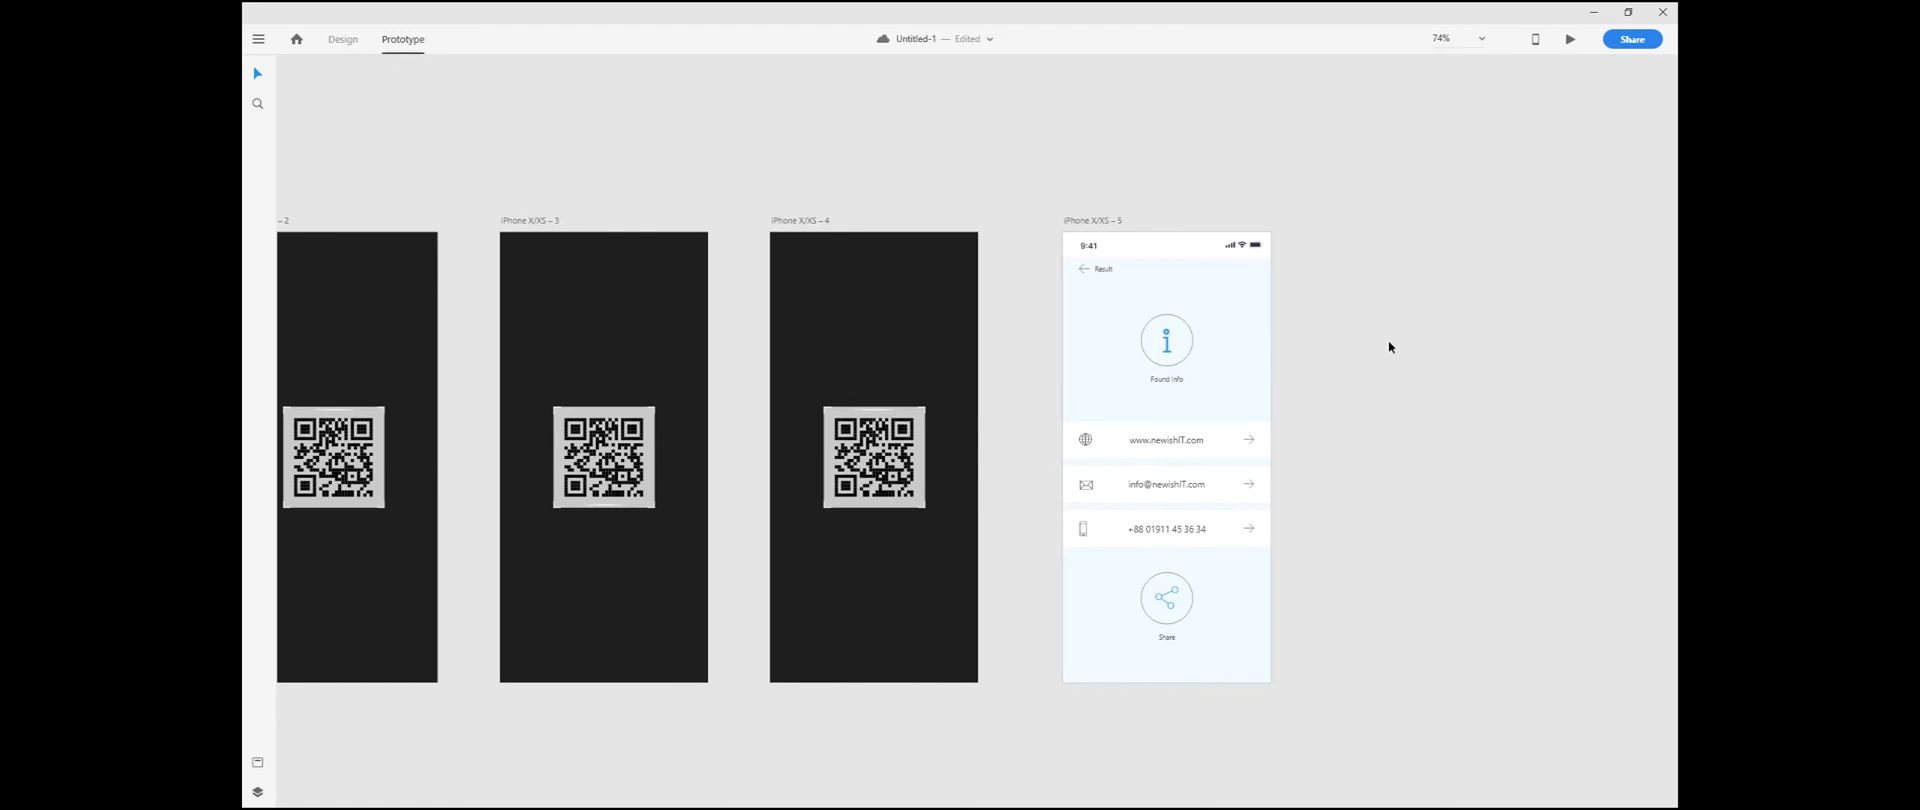 Design Prototype Untitled-1 — Edited 74% Share
– 2 iPhone X/XS – 3 iPhone X/XS – 4 iPhone X/XS – 5
9:41
Result
Found Info
www.newishIT.com
info@newishIT.com
+88 01911 45 36 34
Share